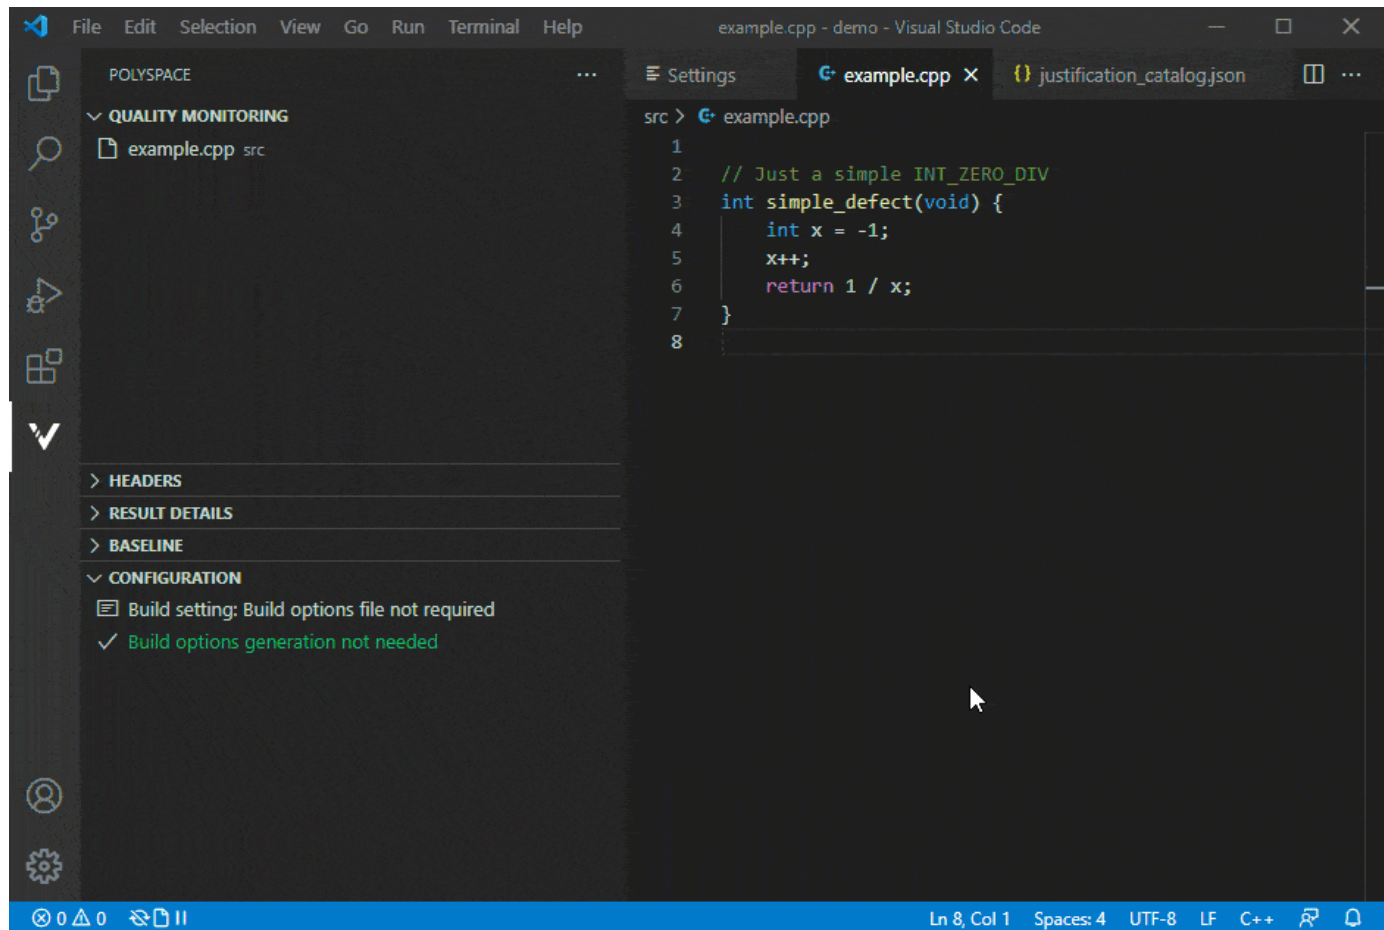 File Edit Selection View Go Run Terminal Help example.cpp - demo - Visual Studio Code
POLYSPACE ...
Settings example.cpp justification_catalog.json ...
QUALITY MONITORING
example.cpp src
src > example.cpp
1
2 // Just a simple INT_ZERO_DIV
3 int simple_defect(void) {
4 int x = -1;
5 x++;
6 return 1 / x;
7 }
8
HEADERS
RESULT DETAILS
BASELINE
CONFIGURATION
Build setting: Build options file not required
Build options generation not needed
0 0 Ln 8, Col 1 Spaces: 4 UTF-8 LF C++